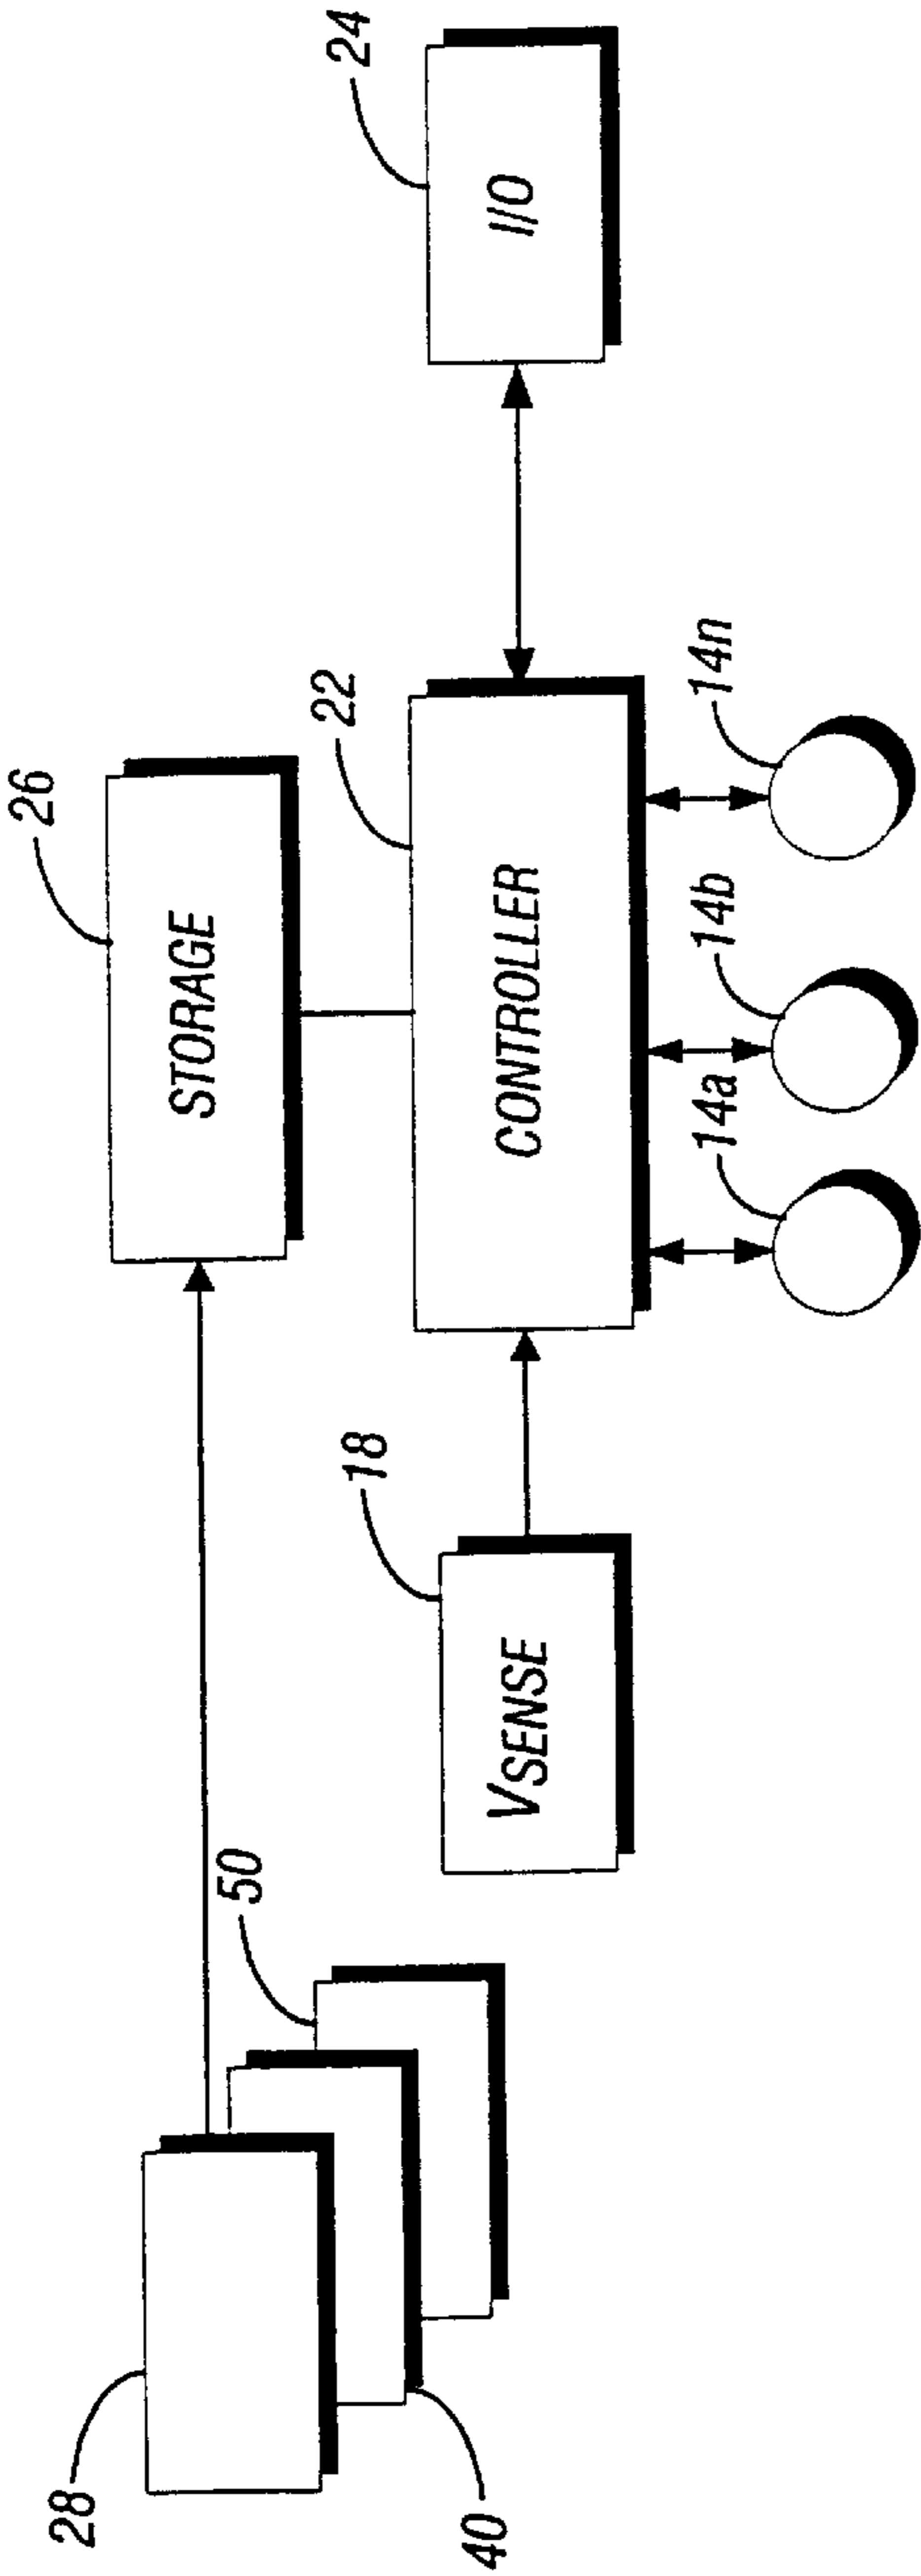 28
40
50
26
STORAGE
18
VSENSE
22
CONTROLLER
24
I/O
14a
14b
14n